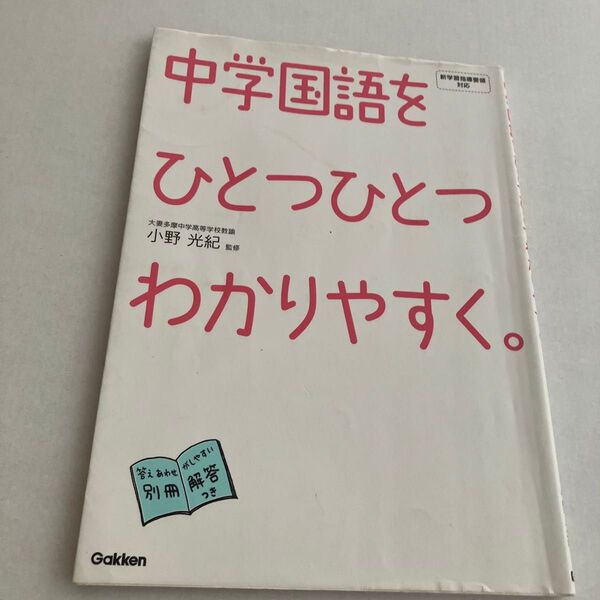 中学国語を
新学習指導要領
対応
ひとつひとつ
大妻多摩中学高等学校教諭
小野 光紀 監修
わかりやすく。
答えあわせ
がしやすい
別冊
解答
つき
Gakken